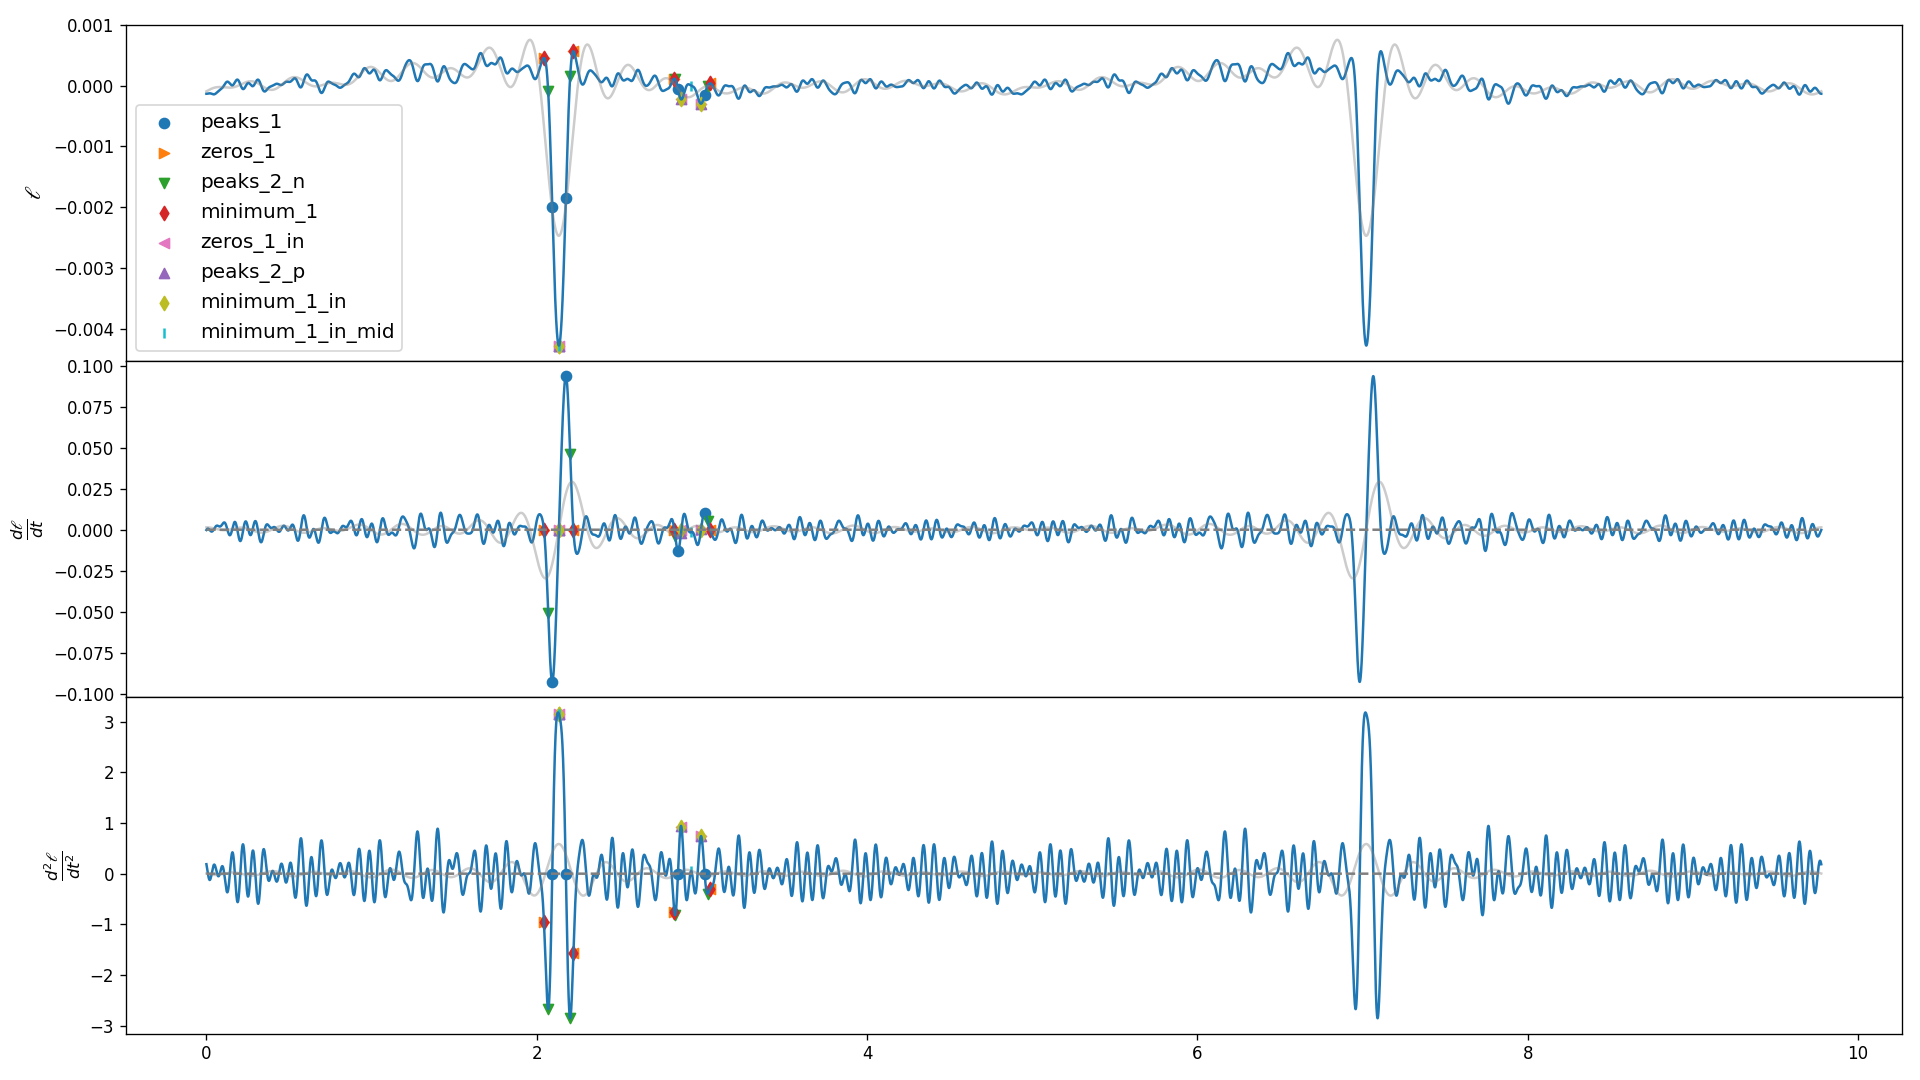 0.001
0.000
−0.001
−0.002
−0.003
−0.004
ℓ
peaks_1
zeros_1
peaks_2_n
minimum_1
zeros_1_in
peaks_2_p
minimum_1_in
minimum_1_in_mid
0.100
0.075
0.050
0.025
0.000
−0.025
−0.050
−0.075
−0.100
dℓ/dt
3
2
1
0
−1
−2
−3
d²ℓ/dt²
0 2 4 6 8 10